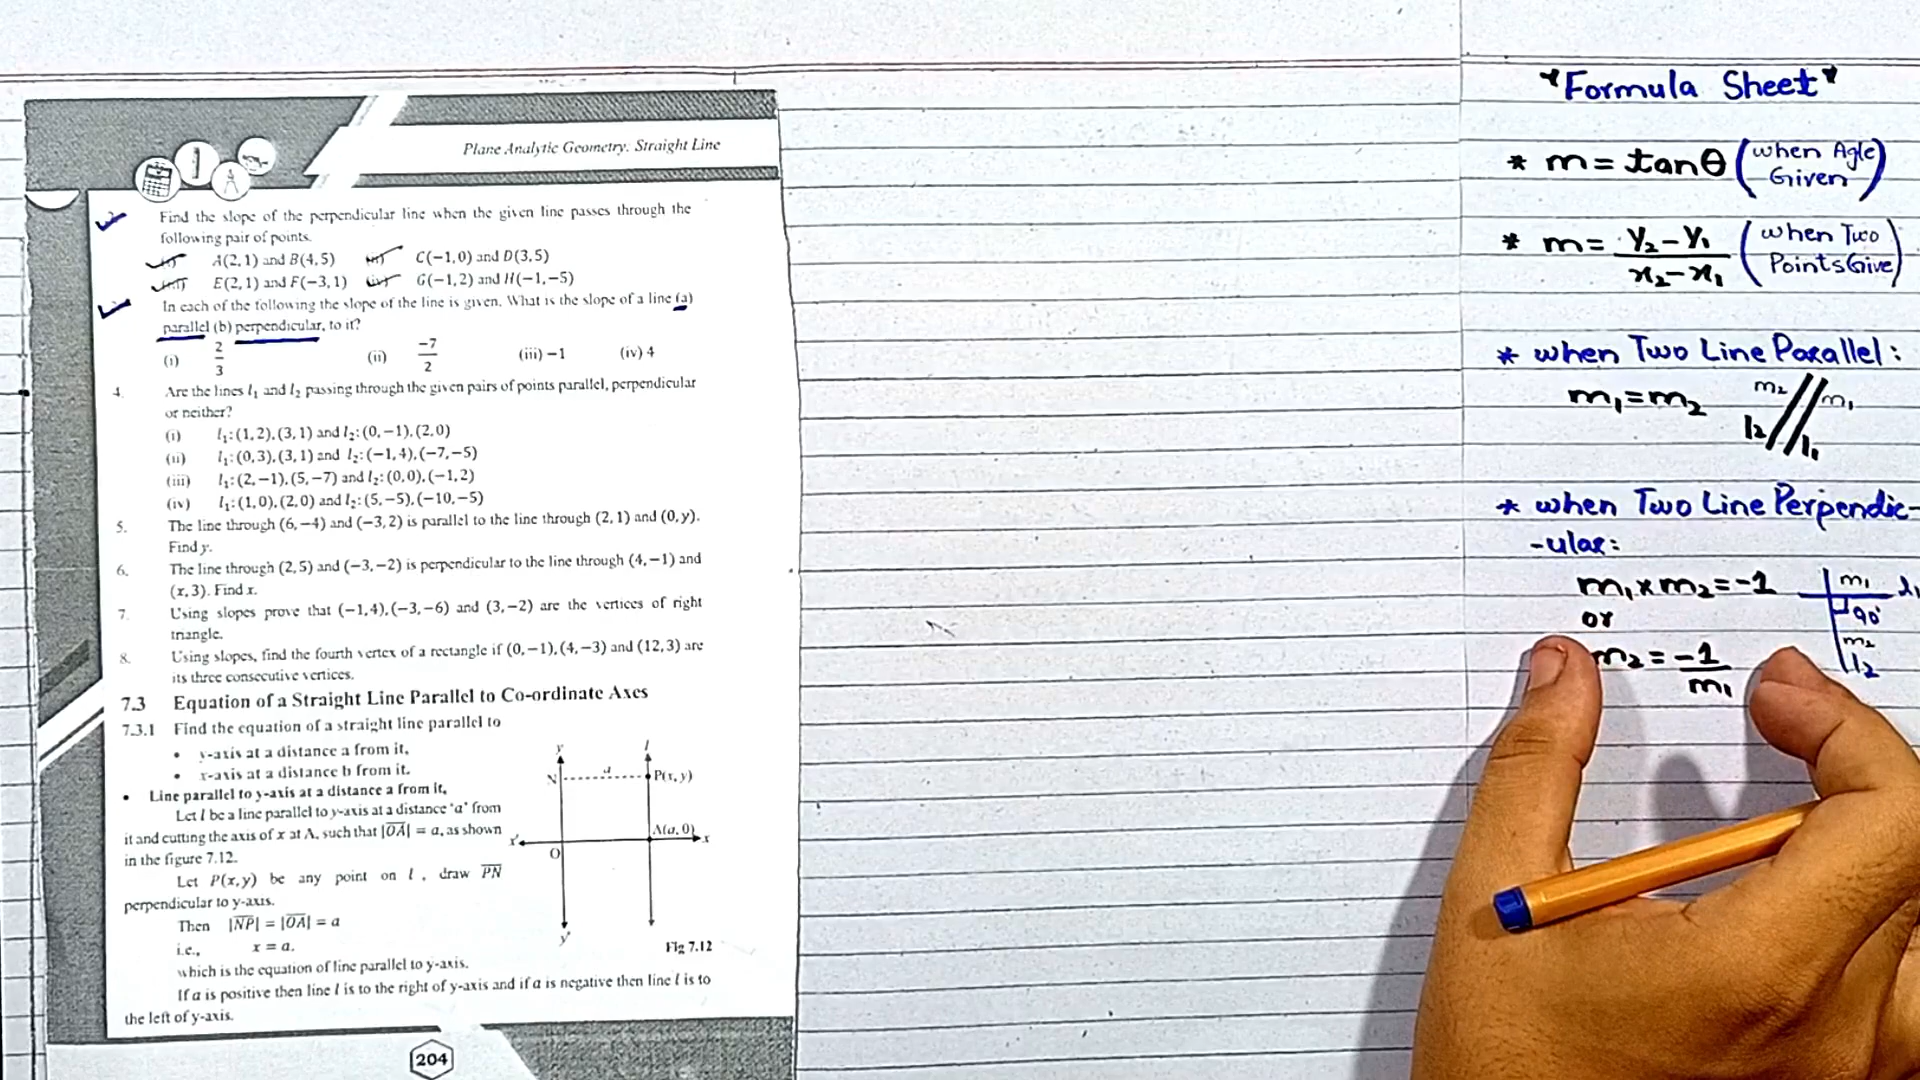 Plane Analytic Geometry: Straight Line
Find the slope of the perpendicular line when the given line passes through the
following pair of points.
A(2,1) and B(4,5) C(−1,0) and D(3,5)
(iii) E(2,1) and F(−3,1) (iv) G(−1,2) and H(−1,−5)
In each of the following the slope of the line is given. What is the slope of a line (a)
parallel (b) perpendicular, to it?
(i) 2/3 (ii) −7/2 (iii) −1 (iv) 4
4. Are the lines l₁ and l₂ passing through the given pairs of points parallel, perpendicular
or neither?
(i) l₁: (1,2), (3,1) and l₂: (0,−1), (2,0)
(ii) l₁: (0,3), (3,1) and l₂: (−1,4), (−7,−5)
(iii) l₁: (2,−1), (5,−7) and l₂: (0,0), (−1,2)
(iv) l₁: (1,0), (2,0) and l₂: (5,−5), (−10,−5)
5. The line through (6,−4) and (−3,2) is parallel to the line through (2,1) and (0,y).
Find y.
6. The line through (2,5) and (−3,−2) is perpendicular to the line through (4,−1) and
(x,3). Find x.
7. Using slopes prove that (−1,4), (−3,−6) and (3,−2) are the vertices of right
triangle.
8. Using slopes, find the fourth vertex of a rectangle if (0,−1), (4,−3) and (12,3) are
its three consecutive vertices.
7.3 Equation of a Straight Line Parallel to Co-ordinate Axes
7.3.1 Find the equation of a straight line parallel to
• y-axis at a distance a from it,
• x-axis at a distance b from it.
• Line parallel to y-axis at a distance a from it,
Let l be a line parallel to y-axis at a distance 'a' from
it and cutting the axis of x at A, such that |OA| = a, as shown
in the figure 7.12.
Let P(x,y) be any point on l, draw PN
perpendicular to y-axis.
Then |NP| = |OA| = a
i.e., x = a.
which is the equation of line parallel to y-axis.
If a is positive then line l is to the right of y-axis and if a is negative then line l is to
the left of y-axis.
y l
N a P(x, y)
x' O A(a, 0) x
y'
Fig 7.12
204
"Formula Sheet"
* m = tanθ (when Agle Given)
* m = y₂−y₁ / x₂−x₁ (when Two Points Give)
* when Two Line Parallel:
m₁=m₂ m₂ m₁
l₂ l₁
* when Two Line Perpendic-
-ular:
m₁×m₂=−1 m₁
or 90°
m₂ = −1/m₁ m₂
l₂